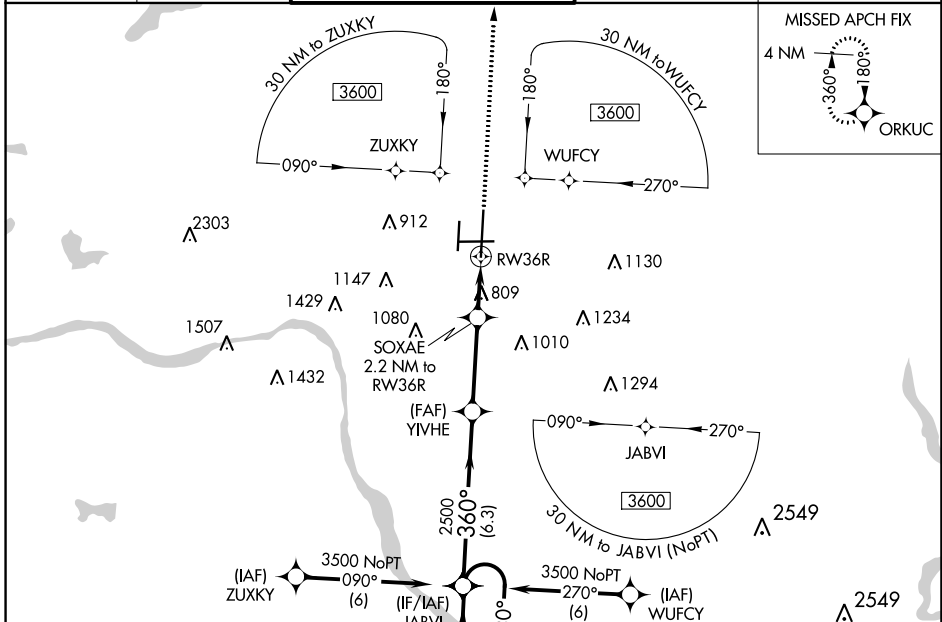 MISSED APCH FIX
4 NM
360°
180°
ORKUC
30 NM to ZUXKY
3600
180°
ZUXKY
090°
30 NM to WUFCY
3600
180°
WUFCY
270°
2303
912
RW36R
1130
1147
809
1429
1080
1234
1507
SOXAE
2.2 NM to
RW36R
1010
1432
1294
(FAF)
YIVHE
090°
270°
JABVI
3600
30 NM to JABVI (NoPT)
2500
360°
(6.3)
2549
(IAF)
ZUXKY
3500 NoPT
090°
(6)
(IF/IAF)
JABVI
3500 NoPT
270°
(6)
(IAF)
WUFCY
2549